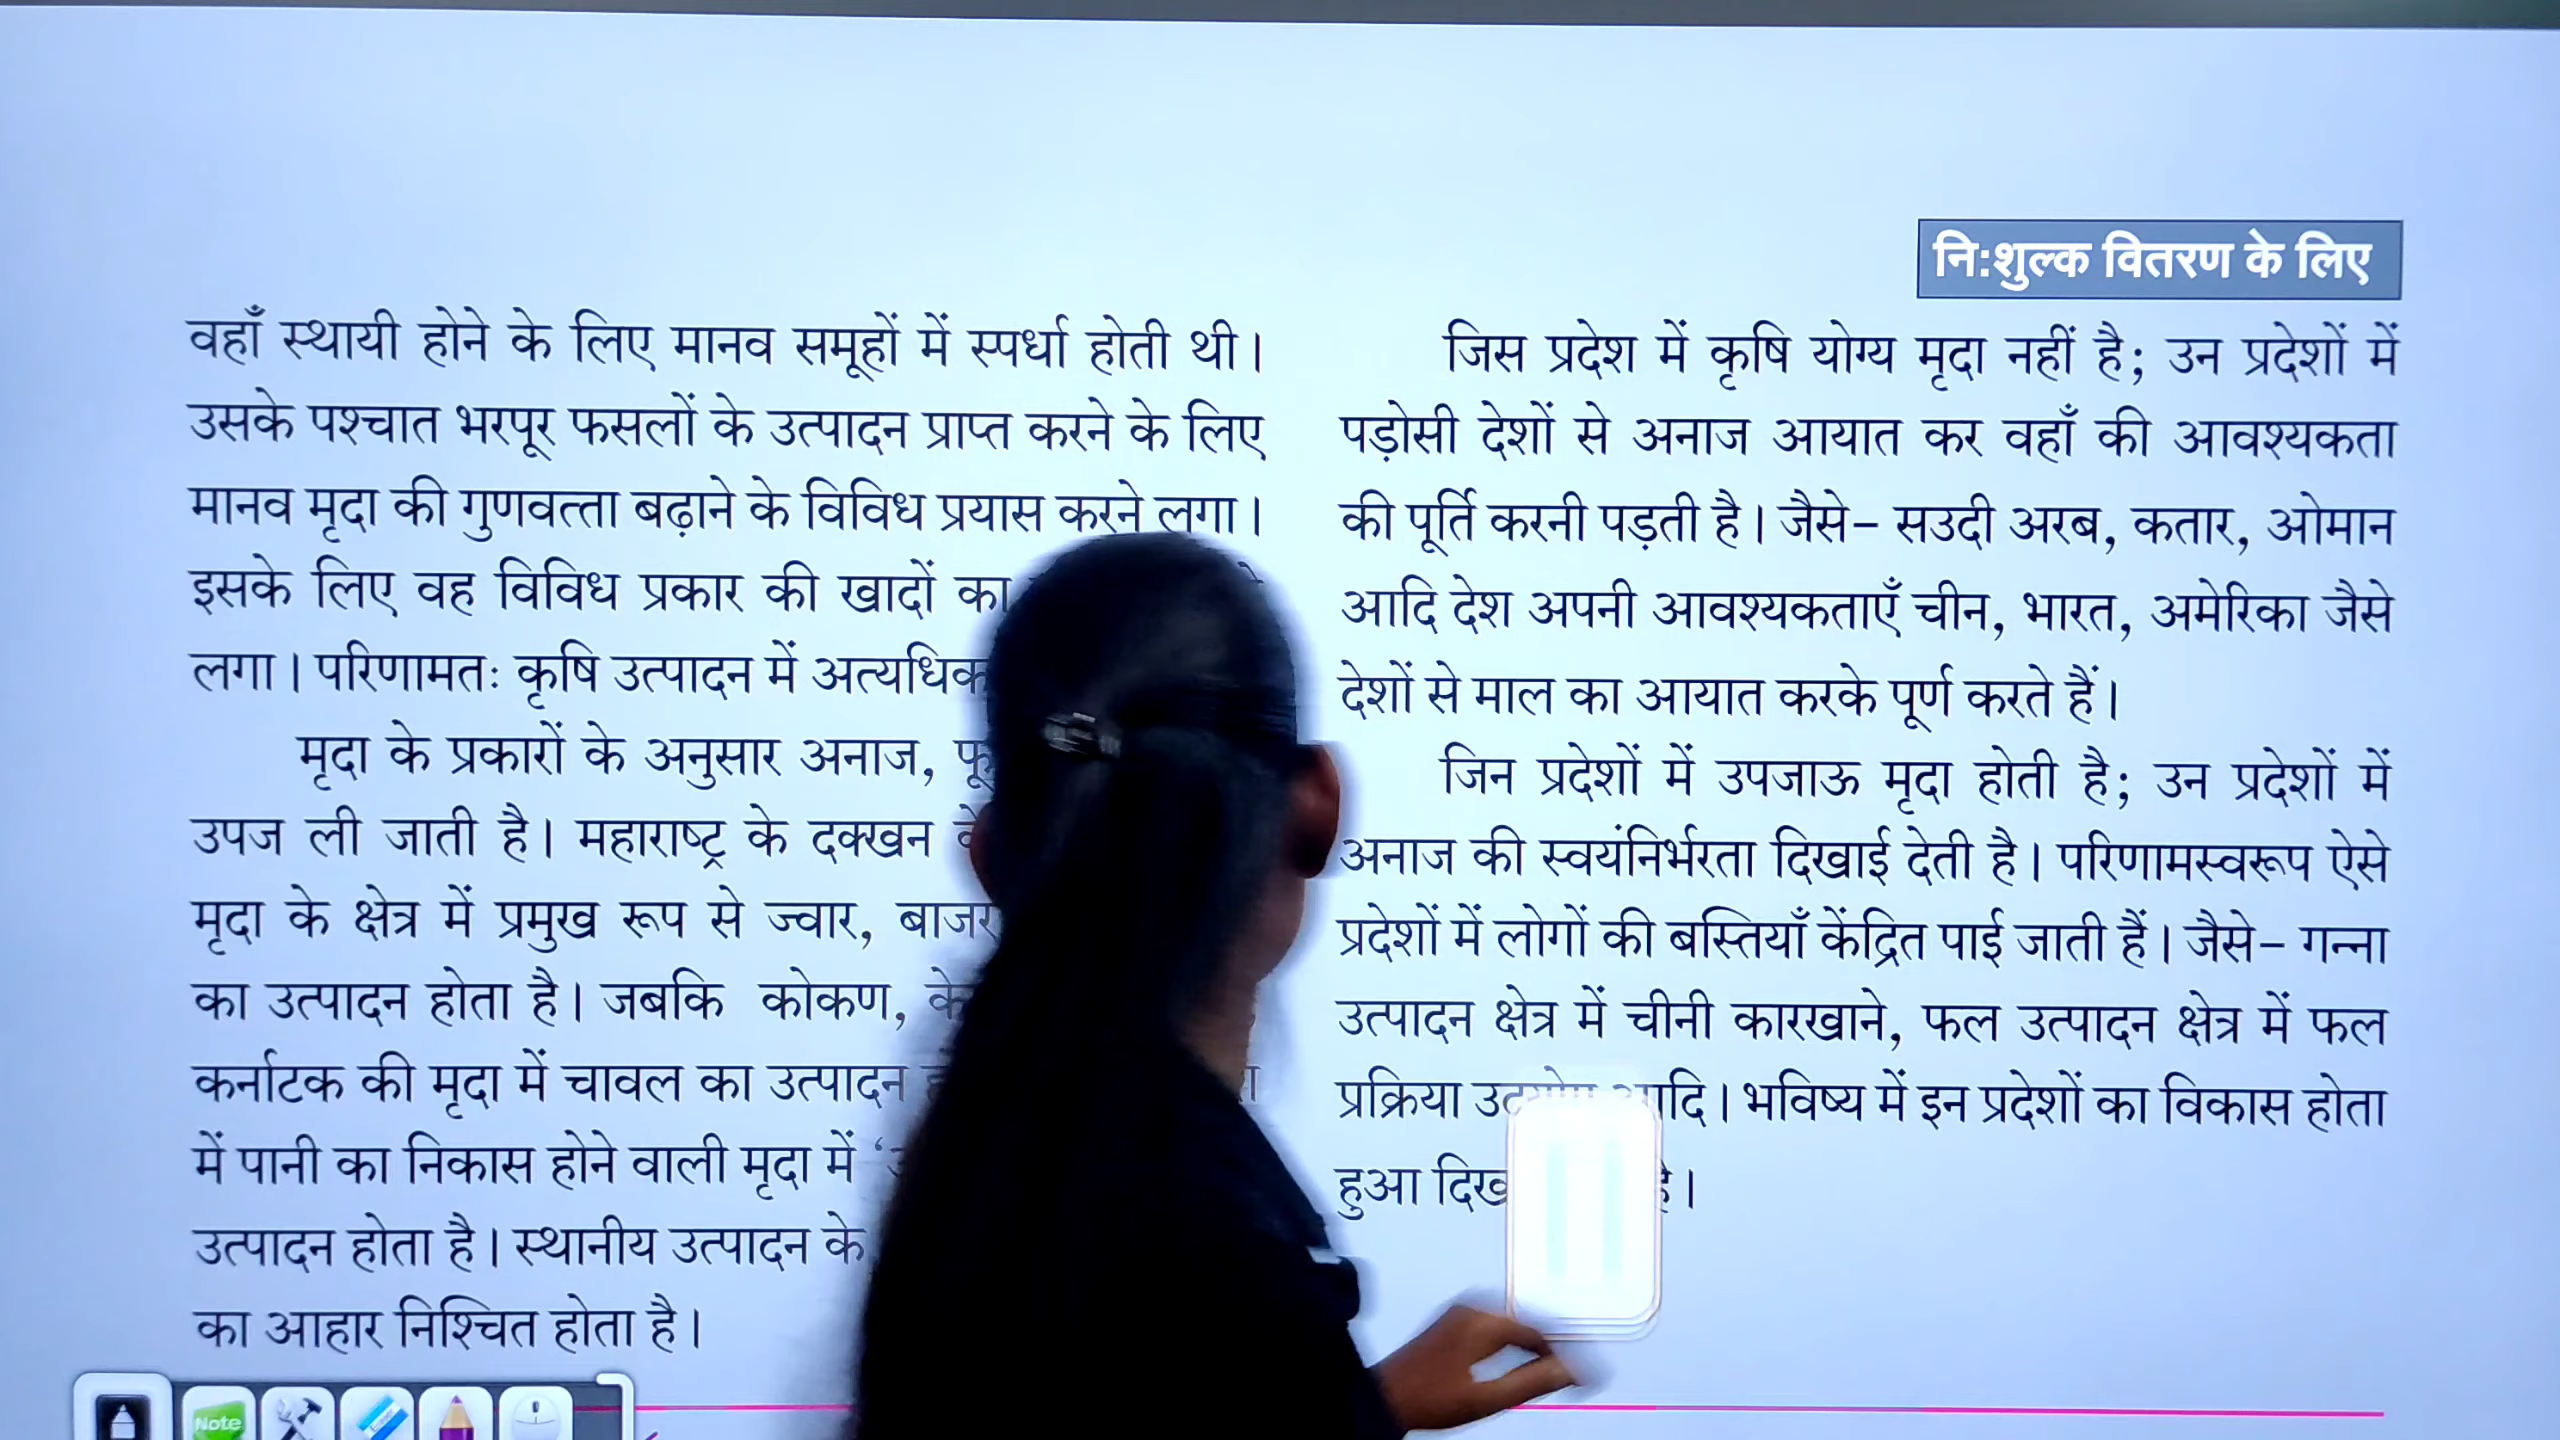 नि:शुल्क वितरण के लिए
वहाँ स्थायी होने के लिए मानव समूहों में स्पर्धा होती थी।
उसके पश्चात भरपूर फसलों के उत्पादन प्राप्त करने के लिए
मानव मृदा की गुणवत्ता बढ़ाने के विविध प्रयास करने लगा।
इसके लिए वह विविध प्रकार की खादों का
लगा। परिणामतः कृषि उत्पादन में
मृदा के प्रकारों के अनुसार अनाज,
उपज ली जाती है। महाराष्ट्र के दक्खन
मृदा के क्षेत्र में प्रमुख रूप से ज्वार,
का उत्पादन होता है। जबकि कोकण,
कर्नाटक की मृदा में चावल का उत्पादन
में पानी का निकास होने वाली मृदा में
उत्पादन होता है। स्थानीय उत्पादन के
का आहार निश्चित होता है।
जिस प्रदेश में कृषि योग्य मृदा नहीं है; उन प्रदेशों में
पड़ोसी देशों से अनाज आयात कर वहाँ की आवश्यकता
की पूर्ति करनी पड़ती है। जैसे– सउदी अरब, कतार, ओमान
आदि देश अपनी आवश्यकताएँ चीन, भारत, अमेरिका जैसे
देशों से माल का आयात करके पूर्ण करते हैं।
जिन प्रदेशों में उपजाऊ मृदा होती है; उन प्रदेशों में
अनाज की स्वयंनिर्भरता दिखाई देती है। परिणामस्वरूप ऐसे
प्रदेशों में लोगों की बस्तियाँ केंद्रित पाई जाती हैं। जैसे– गन्ना
उत्पादन क्षेत्र में चीनी कारखाने, फल उत्पादन क्षेत्र में फल
प्रक्रिया आदि। भविष्य में इन प्रदेशों का विकास होता
हुआ है।
Note